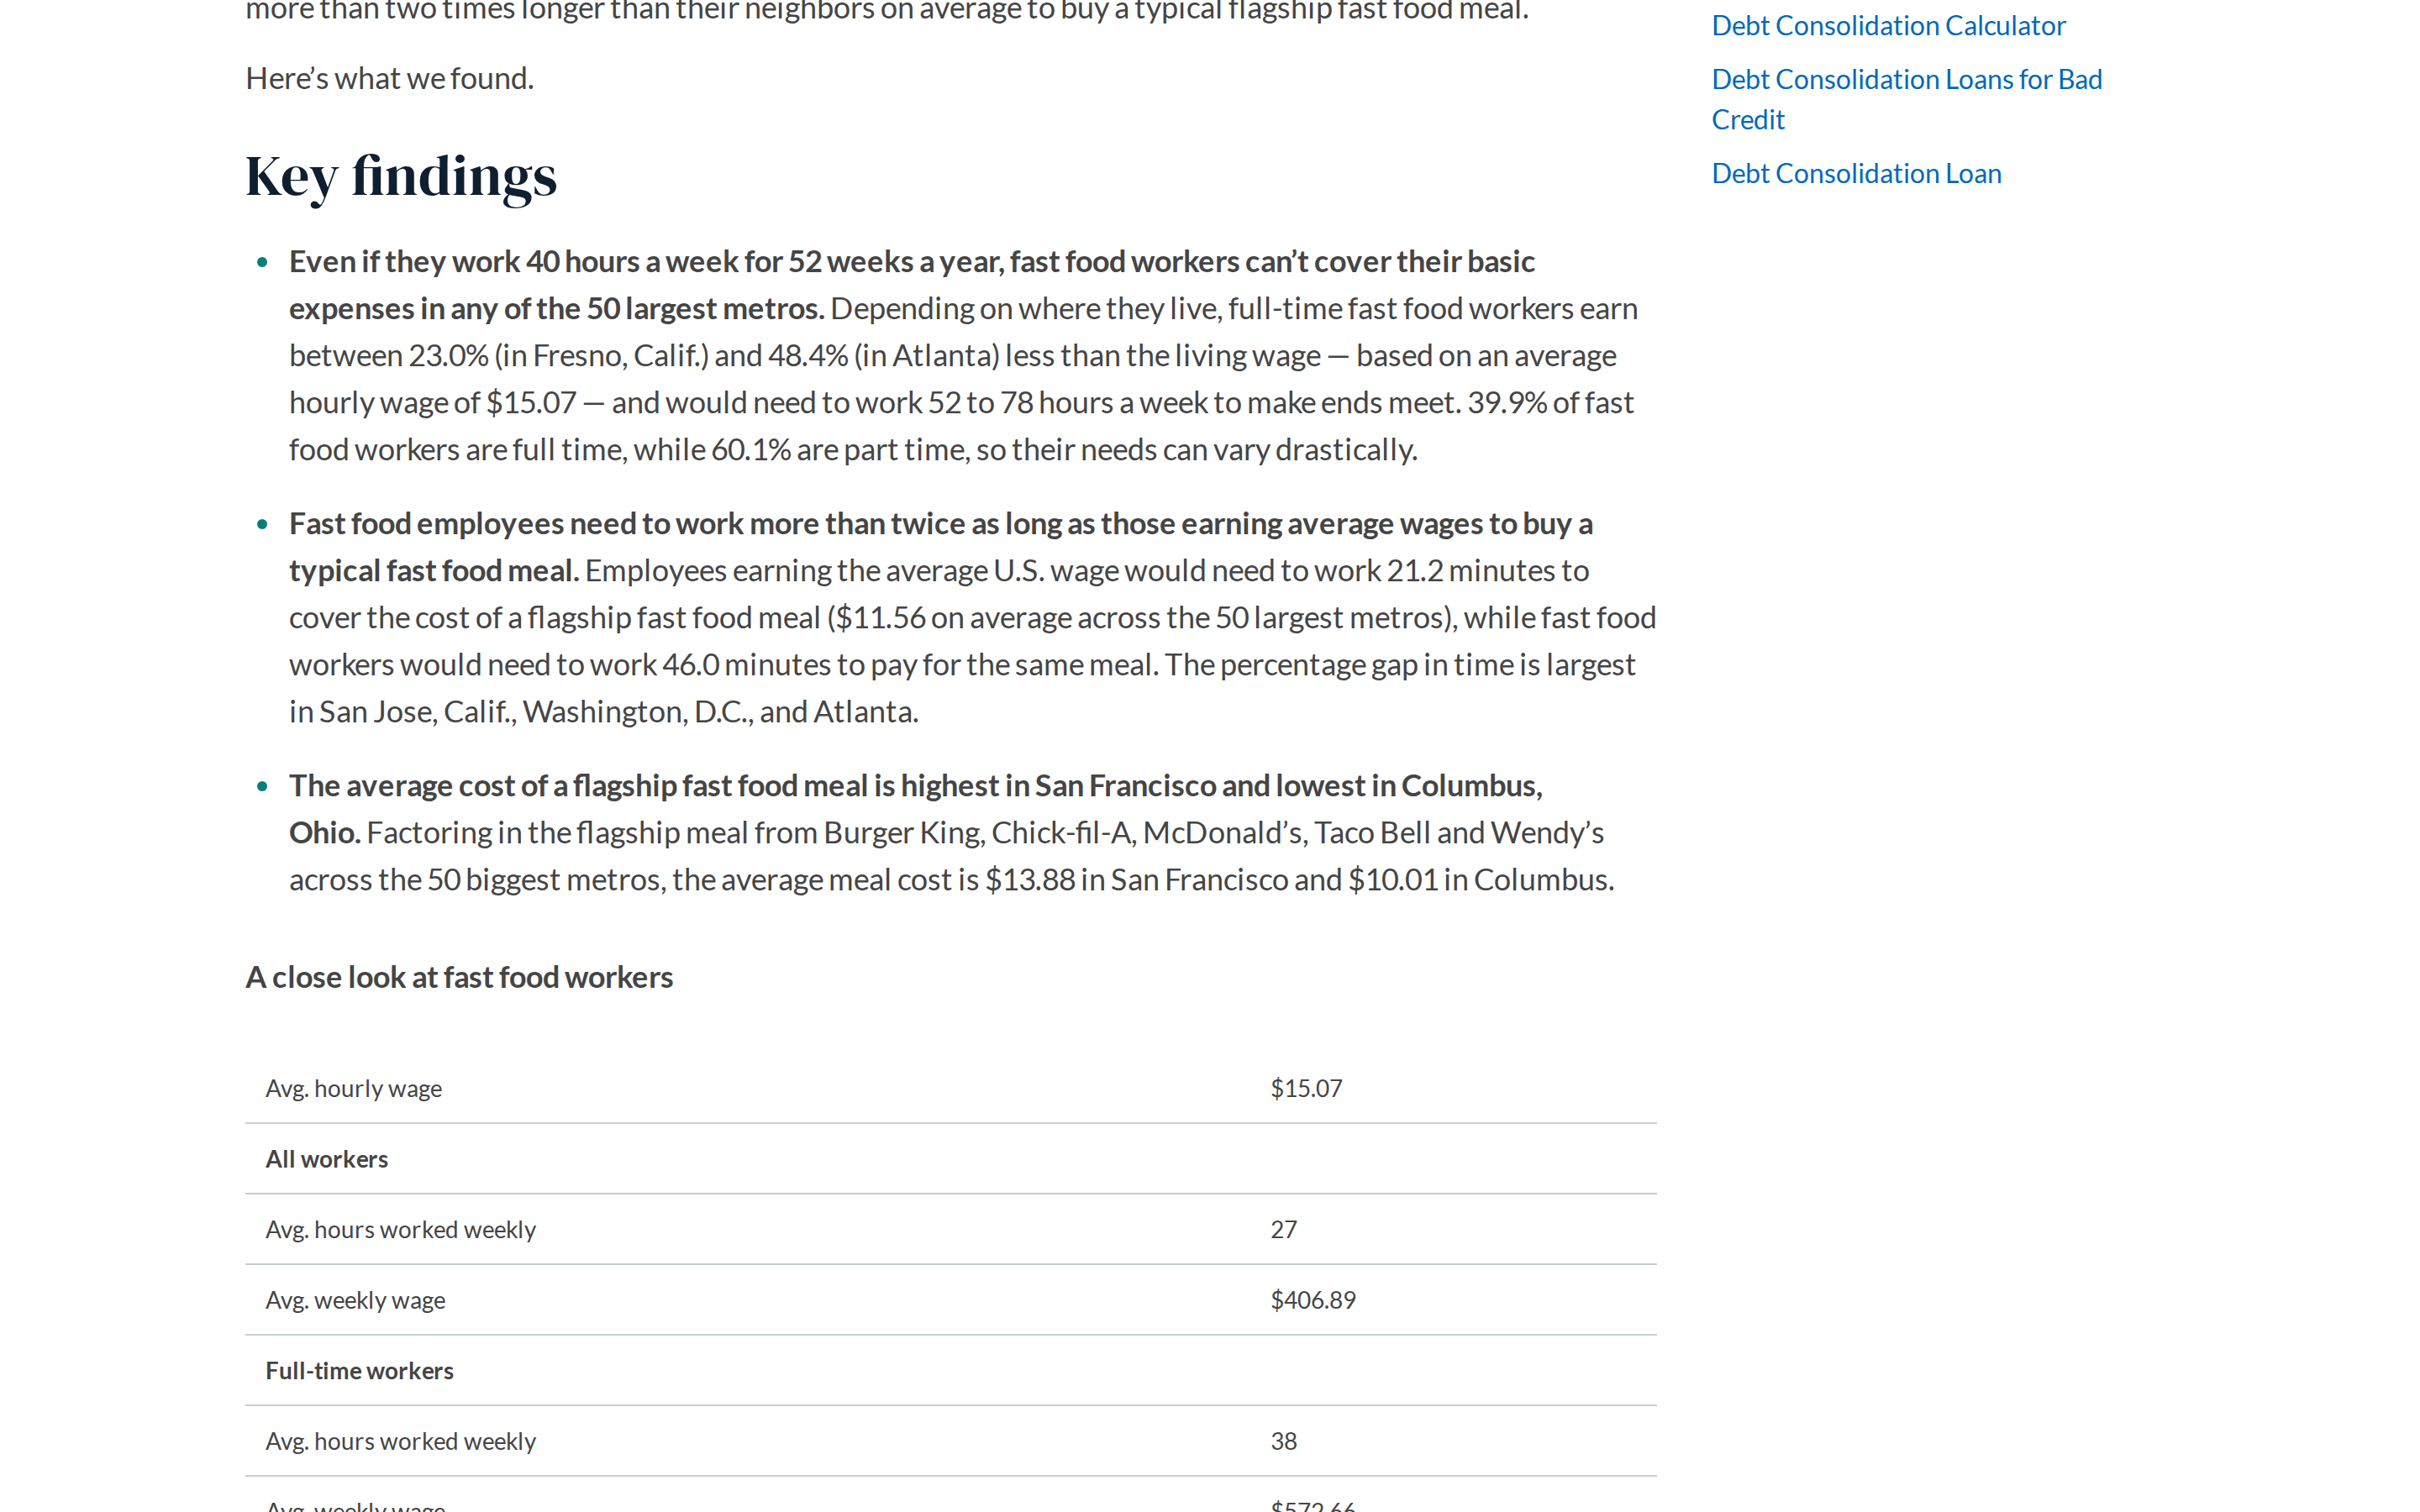 more than two times longer than their neighbors on average to buy a typical flagship fast food meal.
Here’s what we found.
Key findings
Even if they work 40 hours a week for 52 weeks a year, fast food workers can’t cover their basic
expenses in any of the 50 largest metros. Depending on where they live, full-time fast food workers earn
between 23.0% (in Fresno, Calif.) and 48.4% (in Atlanta) less than the living wage — based on an average
hourly wage of $15.07 — and would need to work 52 to 78 hours a week to make ends meet. 39.9% of fast
food workers are full time, while 60.1% are part time, so their needs can vary drastically.
Fast food employees need to work more than twice as long as those earning average wages to buy a
typical fast food meal. Employees earning the average U.S. wage would need to work 21.2 minutes to
cover the cost of a flagship fast food meal ($11.56 on average across the 50 largest metros), while fast food
workers would need to work 46.0 minutes to pay for the same meal. The percentage gap in time is largest
in San Jose, Calif., Washington, D.C., and Atlanta.
The average cost of a flagship fast food meal is highest in San Francisco and lowest in Columbus,
Ohio. Factoring in the flagship meal from Burger King, Chick-fil-A, McDonald’s, Taco Bell and Wendy’s
across the 50 biggest metros, the average meal cost is $13.88 in San Francisco and $10.01 in Columbus.
A close look at fast food workers
Avg. hourly wage $15.07
All workers
Avg. hours worked weekly 27
Avg. weekly wage $406.89
Full-time workers
Avg. hours worked weekly 38
Avg. weekly wage $572.66
Debt Consolidation Calculator
Debt Consolidation Loans for Bad
Credit
Debt Consolidation Loan